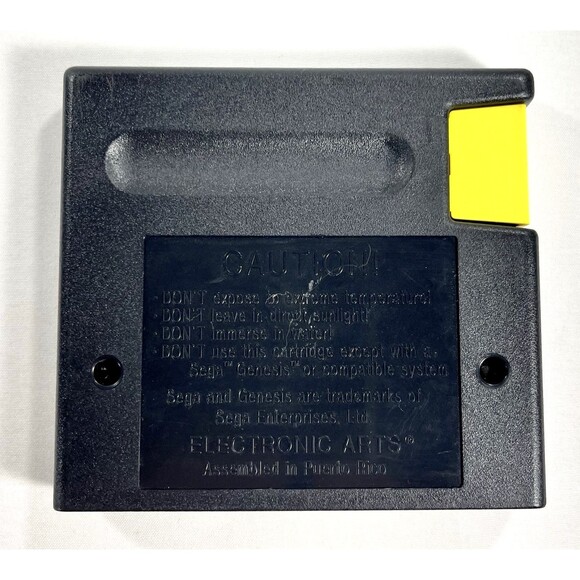 CAUTION!
· DON'T expose to extreme temperature!
· DON'T leave in direct sunlight!
· DON'T immerse in water!
· DON'T use this cartridge except with a
Sega™ Genesis™ or compatible system
Sega and Genesis are trademarks of
Sega Enterprises, Ltd
ELECTRONIC ARTS®
Assembled in Puerto Rico